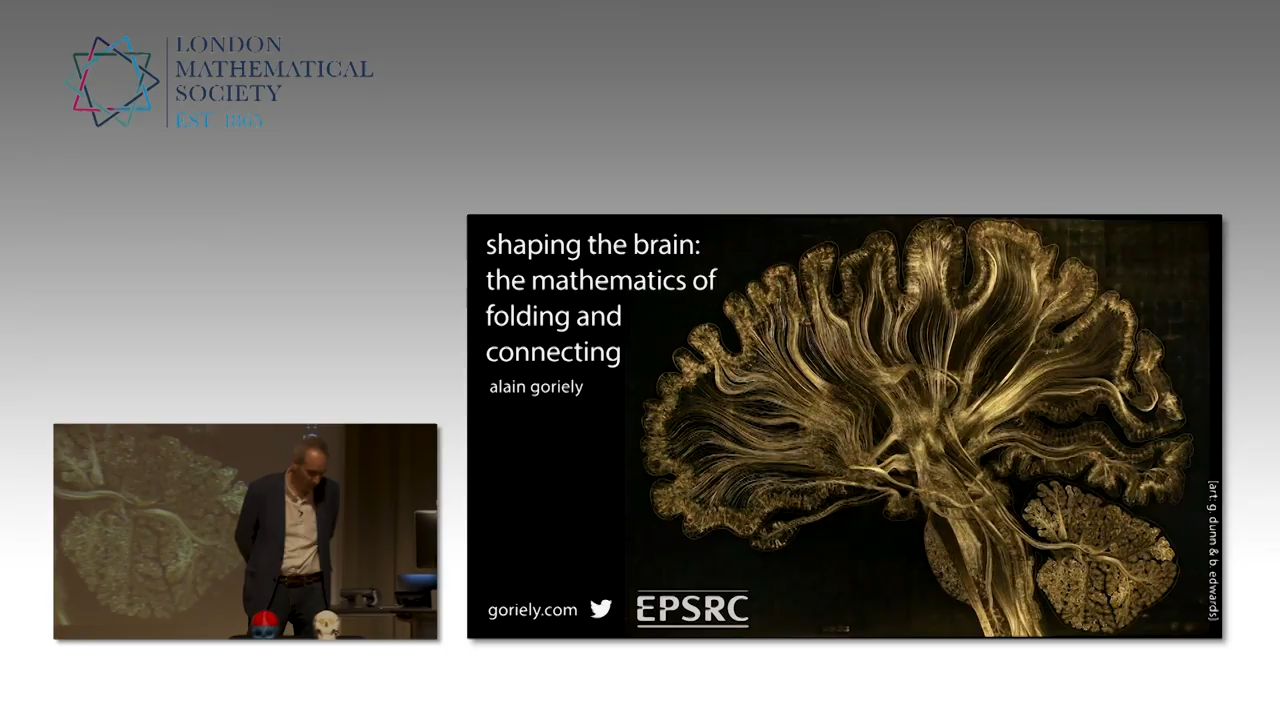 LONDON
MATHEMATICAL
SOCIETY
EST. 1865
shaping the brain:
the mathematics of
folding and
connecting
alain goriely
goriely.com
EPSRC
[art: g. dunn & b. edwards]